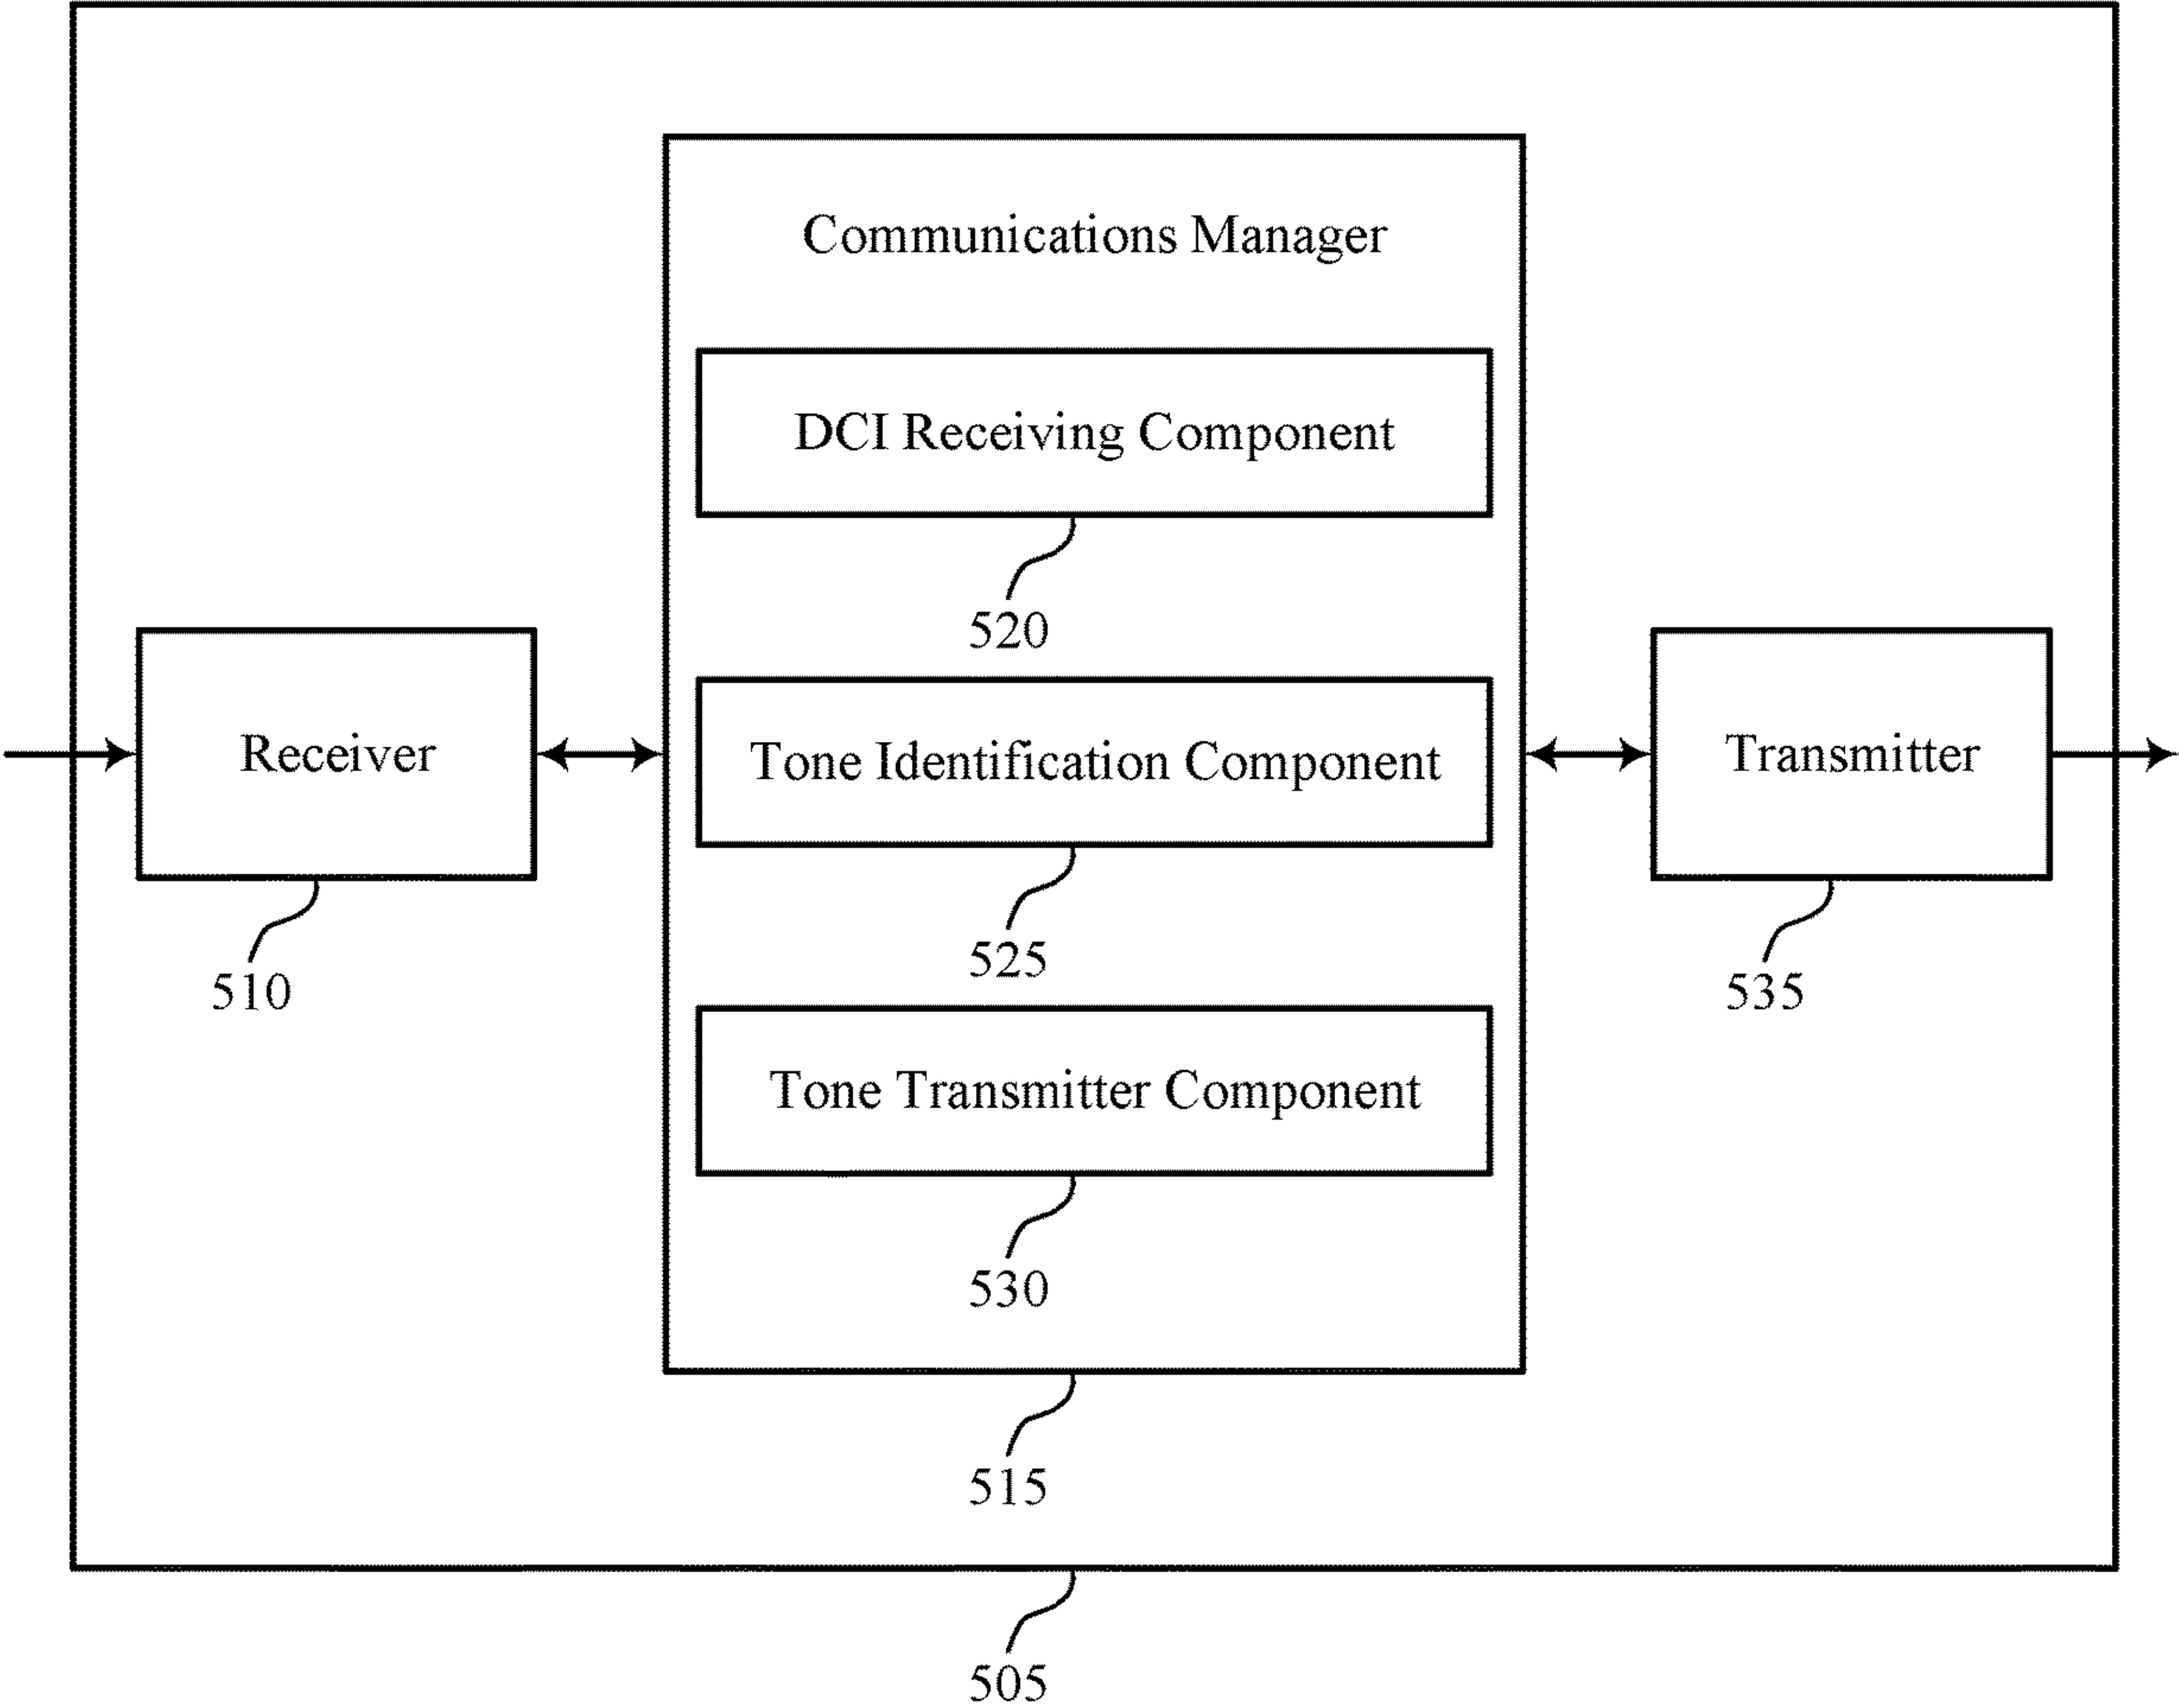 Communications Manager
DCI Receiving Component
520
Receiver
510
Tone Identification Component
525
Transmitter
535
Tone Transmitter Component
530
515
505